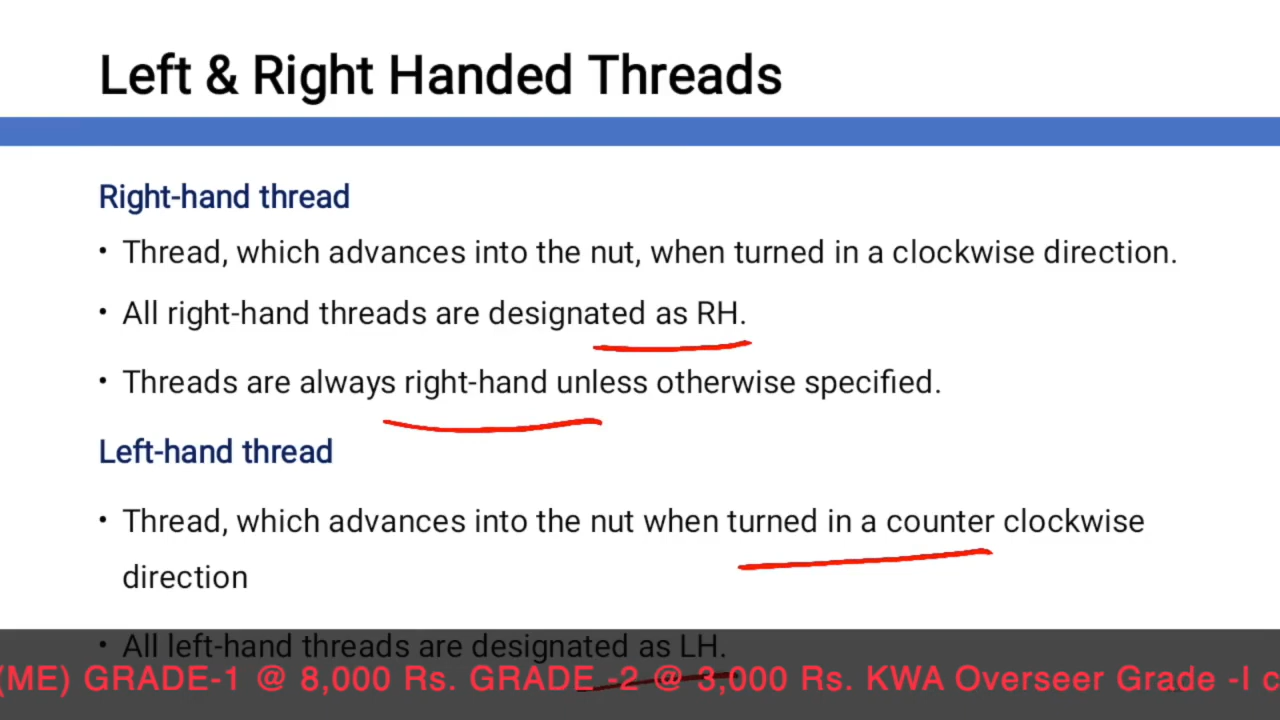 Left & Right Handed Threads
Right-hand thread
• Thread, which advances into the nut, when turned in a clockwise direction.
• All right-hand threads are designated as RH.
• Threads are always right-hand unless otherwise specified.
Left-hand thread
• Thread, which advances into the nut when turned in a counter clockwise
direction
• All left-hand threads are designated as LH.
(ME) GRADE-1 @ 8,000 Rs. GRADE -2 @ 3,000 Rs. KWA Overseer Grade -I c